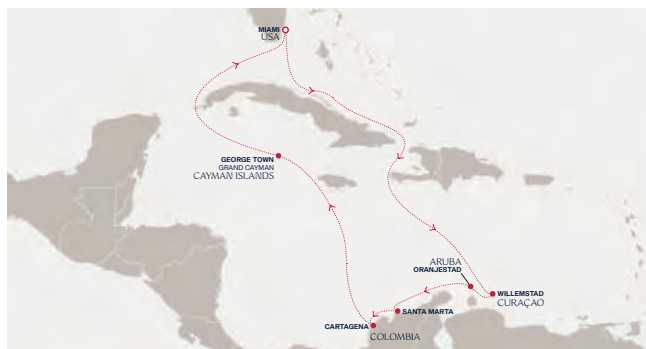 MIAMI
USA
GEORGE TOWN
GRAND CAYMAN
CAYMAN ISLANDS
ARUBA
ORANJESTAD
WILLEMSTAD
CURAÇAO
SANTA MARTA
CARTAGENA
COLOMBIA